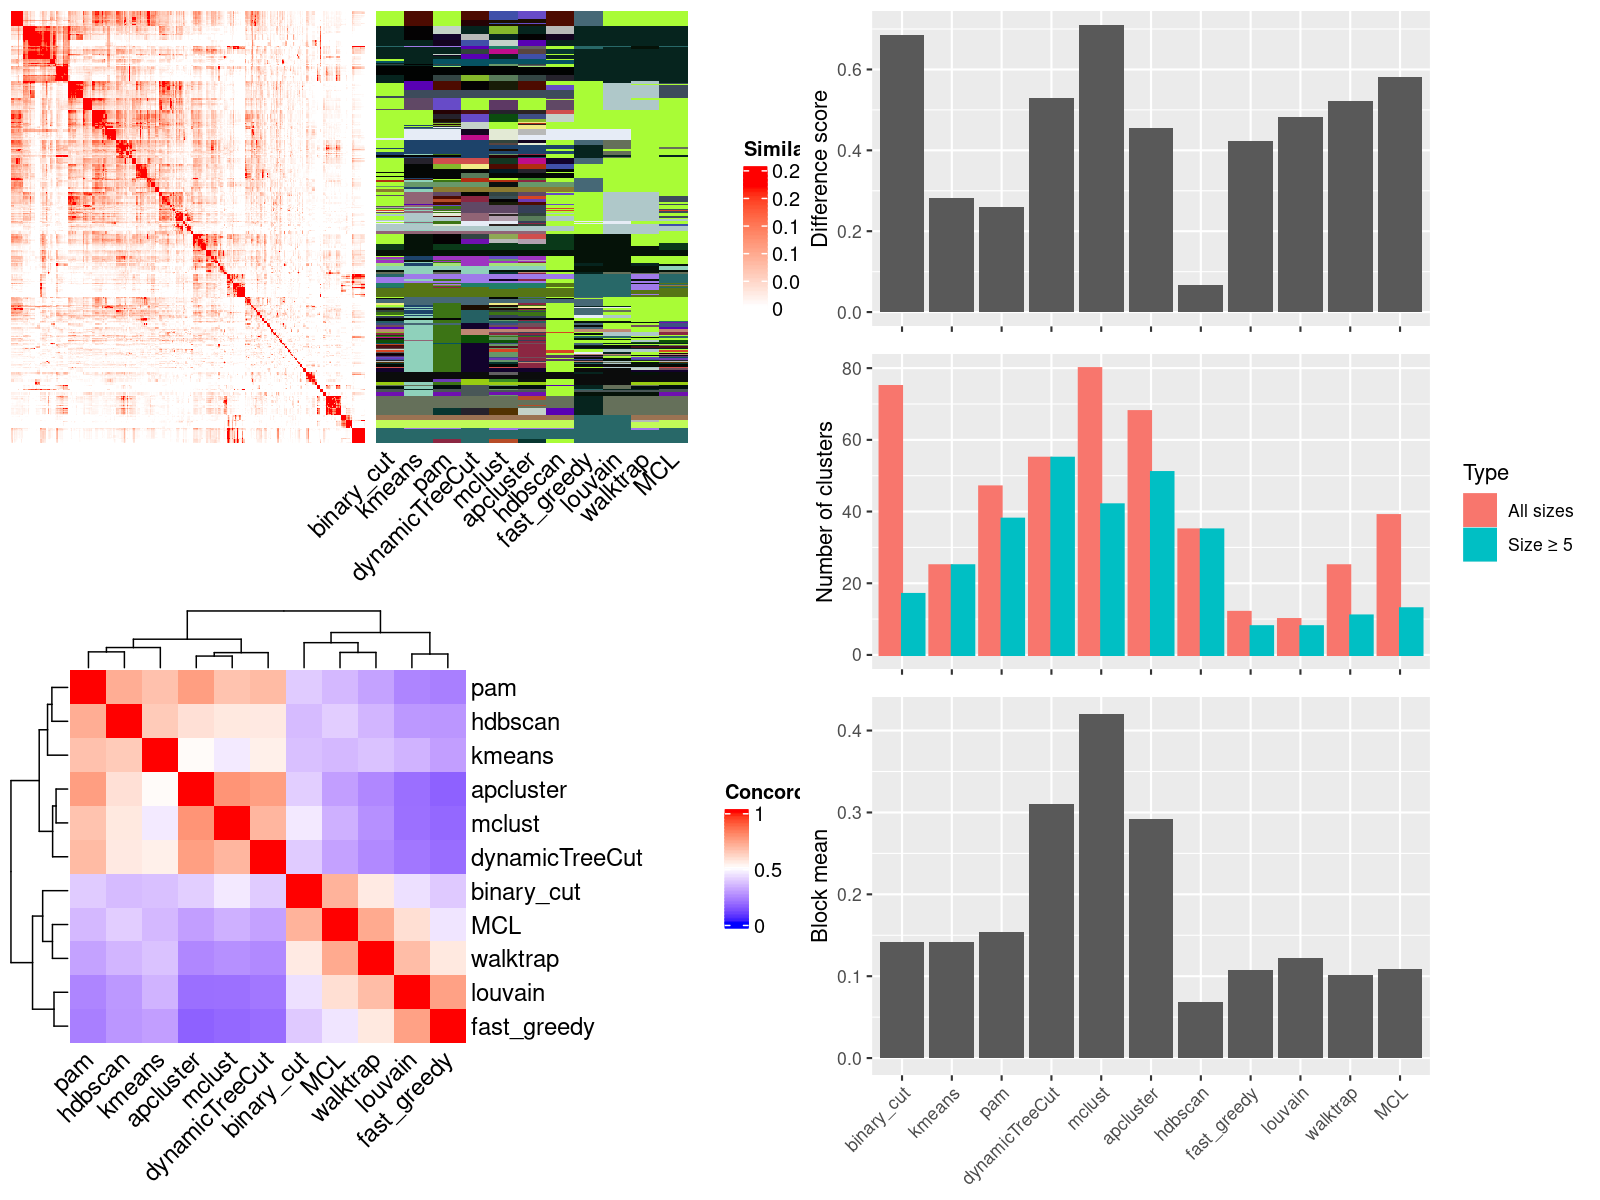 Simila
0.2
0.2
0.1
0.1
0.0
0
binary_cut
kmeans
pam
dynamicTreeCut
mclust
apcluster
hdbscan
fast_greedy
louvain
walktrap
MCL
pam
hdbscan
kmeans
apcluster
mclust
dynamicTreeCut
binary_cut
MCL
walktrap
louvain
fast_greedy
pam
hdbscan
kmeans
apcluster
mclust
dynamicTreeCut
binary_cut
MCL
walktrap
louvain
fast_greedy
Concord
1
0.5
0
Difference score
0.6
0.4
0.2
0.0
Number of clusters
80
60
40
20
0
Type
All sizes
Size ≥ 5
Block mean
0.4
0.3
0.2
0.1
0.0
binary_cut
kmeans
pam
dynamicTreeCut
mclust
apcluster
hdbscan
fast_greedy
louvain
walktrap
MCL